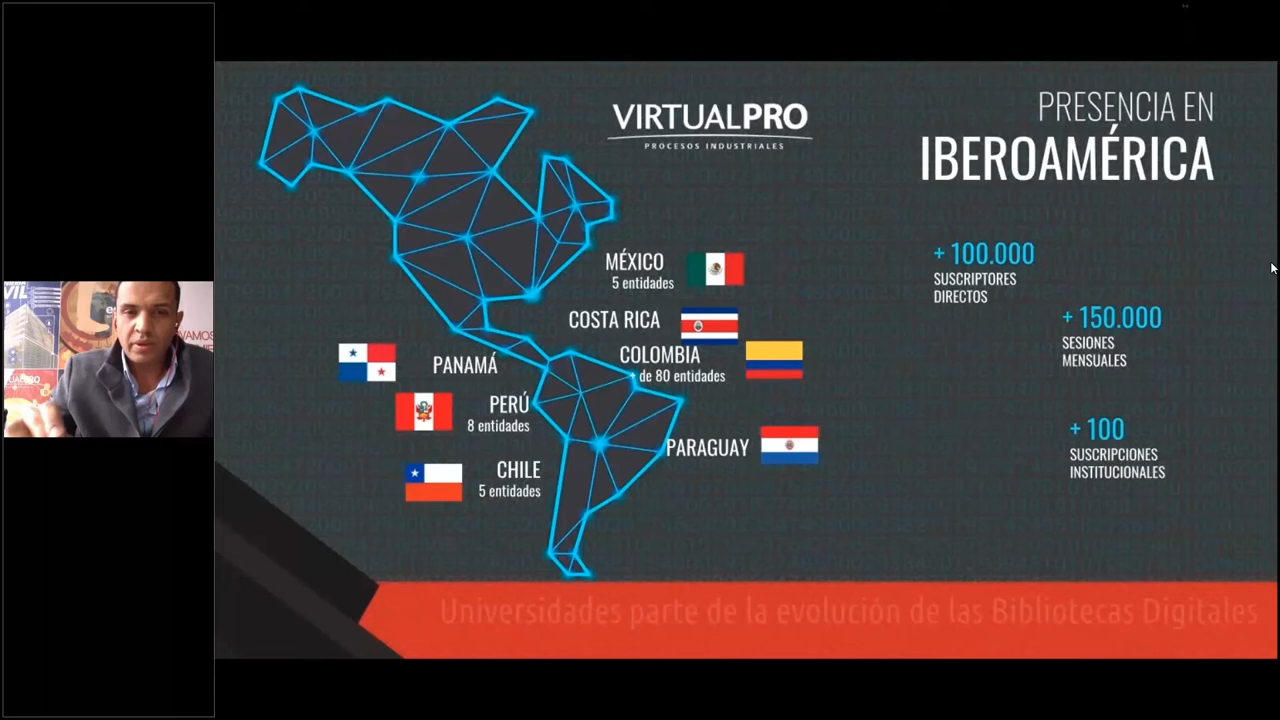 VIRTUALPRO
PROCESOS INDUSTRIALES
PRESENCIA EN
IBEROAMÉRICA
MÉXICO
5 entidades
COSTA RICA
COLOMBIA
+ de 80 entidades
PANAMÁ
PERÚ
8 entidades
PARAGUAY
CHILE
5 entidades
+ 100.000
SUSCRIPTORES
DIRECTOS
+ 150.000
SESIONES
MENSUALES
+ 100
SUSCRIPCIONES
INSTITUCIONALES
Universidades parte de la evolución de las Bibliotecas Digitales